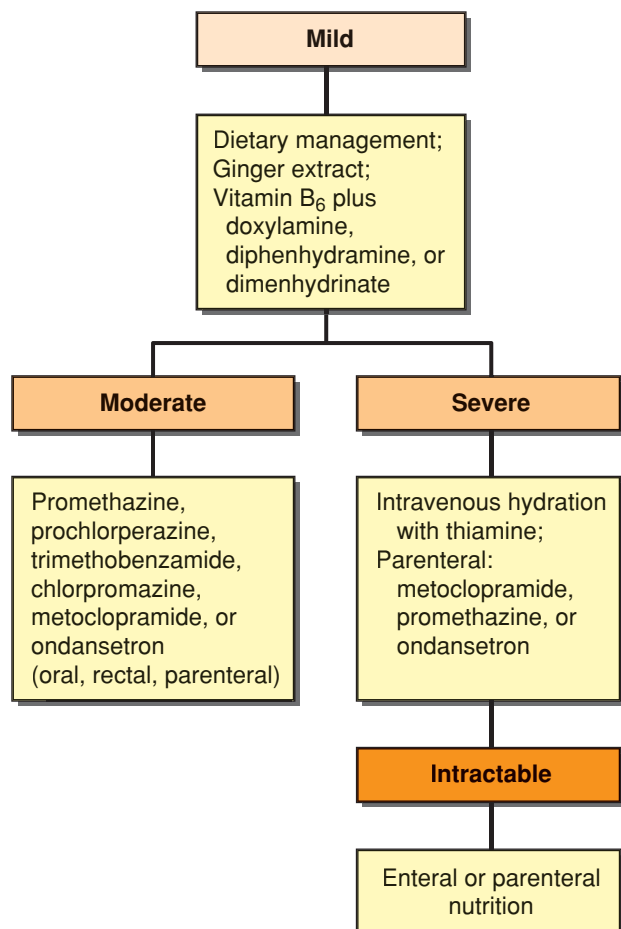 Mild
Dietary management;
Ginger extract;
Vitamin B₆ plus
doxylamine,
diphenhydramine, or
dimenhydrinate
Moderate
Promethazine,
prochlorperazine,
trimethobenzamide,
chlorpromazine,
metoclopramide, or
ondansetron
(oral, rectal, parenteral)
Severe
Intravenous hydration
with thiamine;
Parenteral:
metoclopramide,
promethazine, or
ondansetron
Intractable
Enteral or parenteral
nutrition